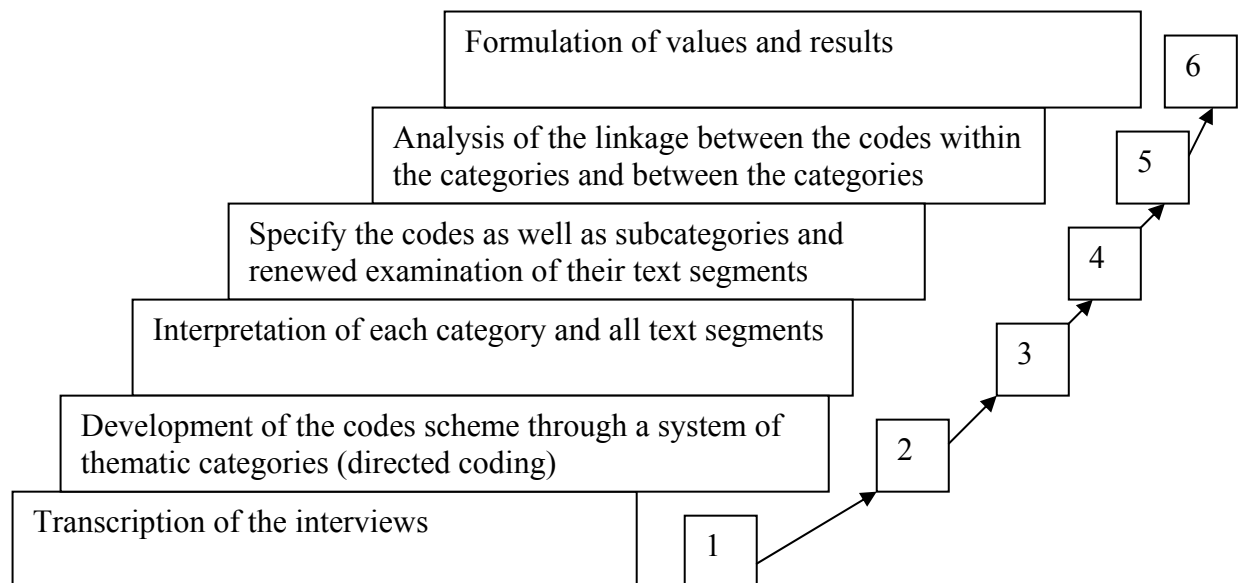 Formulation of values and results
6
Analysis of the linkage between the codes within
the categories and between the categories
5
Specify the codes as well as subcategories and
renewed examination of their text segments
4
Interpretation of each category and all text segments
3
Development of the codes scheme through a system of
thematic categories (directed coding)
2
Transcription of the interviews
1